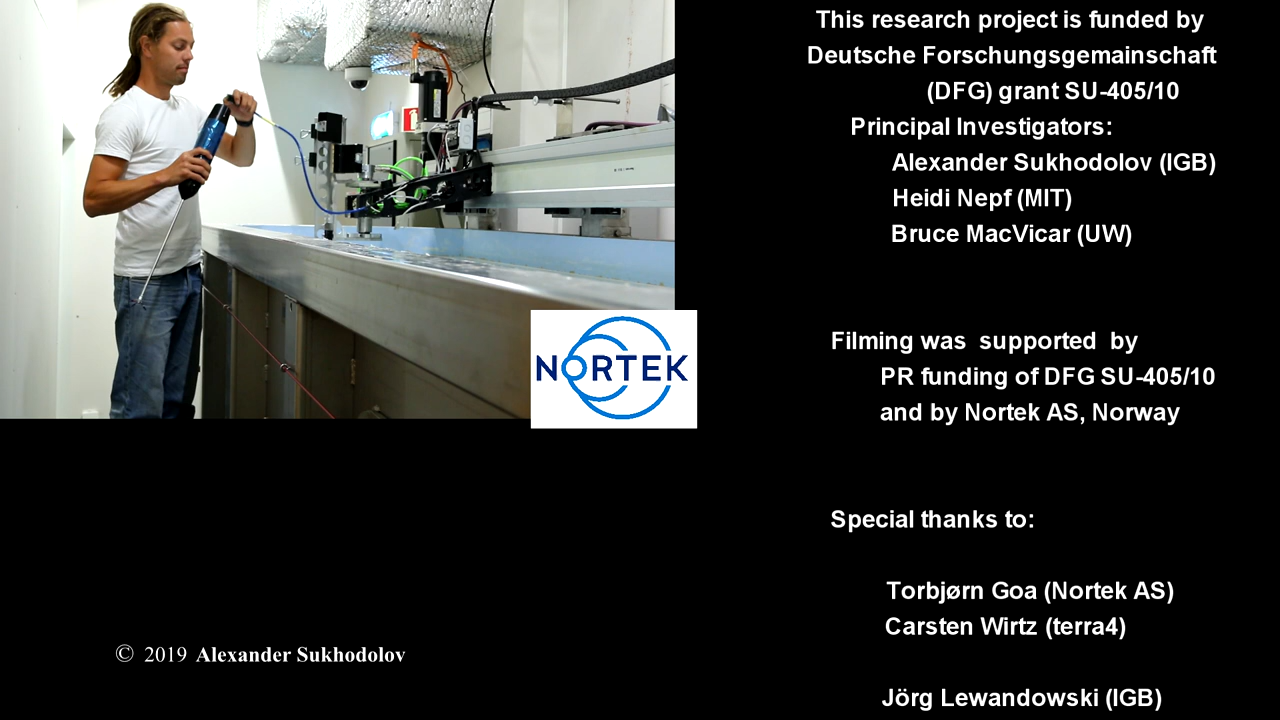 This research project is funded by
Deutsche Forschungsgemainschaft
(DFG) grant SU-405/10
Principal Investigators:
Alexander Sukhodolov (IGB)
Heidi Nepf (MIT)
Bruce MacVicar (UW)
NORTEK
Filming was supported by
PR funding of DFG SU-405/10
and by Nortek AS, Norway
Special thanks to:
Torbjørn Goa (Nortek AS)
Carsten Wirtz (terra4)
Jörg Lewandowski (IGB)
© 2019 Alexander Sukhodolov